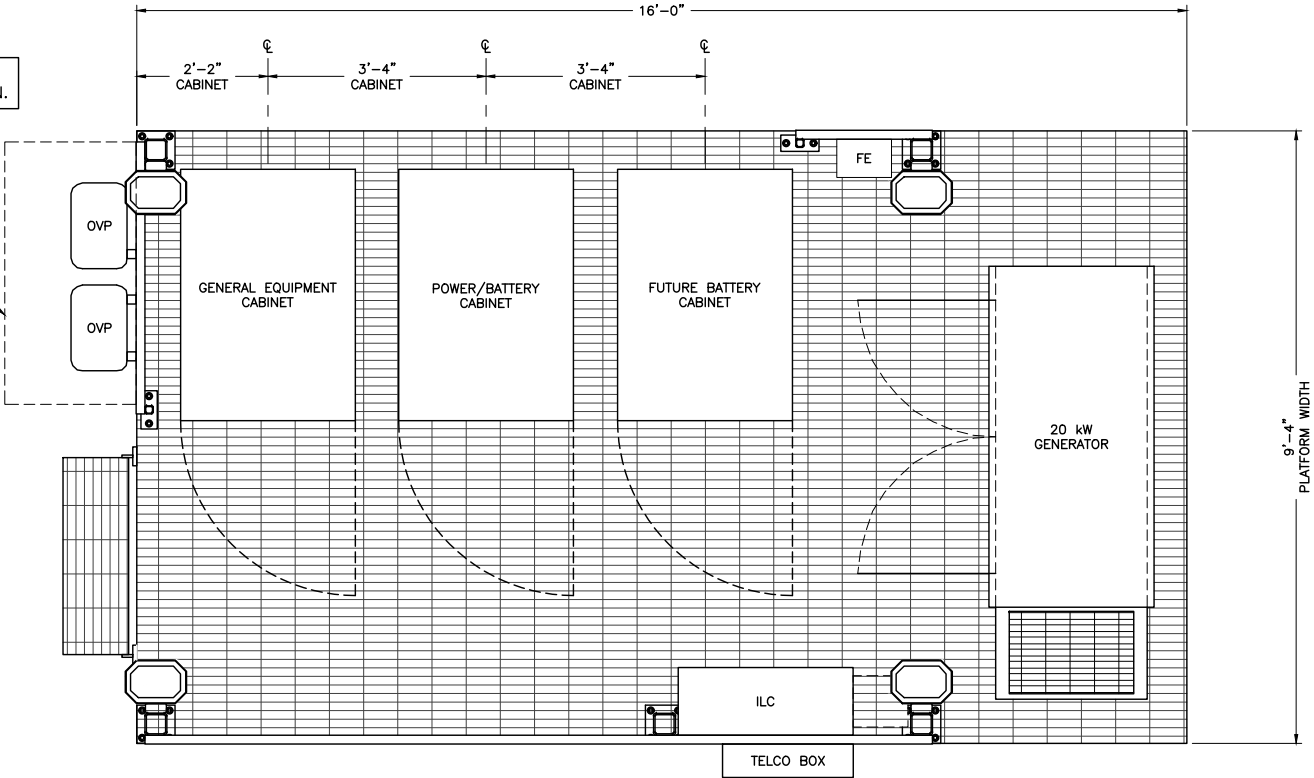 16'-0"
℄
℄
℄
2'-2"
CABINET
3'-4"
CABINET
3'-4"
CABINET
N.
FE
OVP
GENERAL EQUIPMENT
CABINET
POWER/BATTERY
CABINET
FUTURE BATTERY
CABINET
OVP
20 kW
GENERATOR
9'-4"
PLATFORM WIDTH
ILC
TELCO BOX